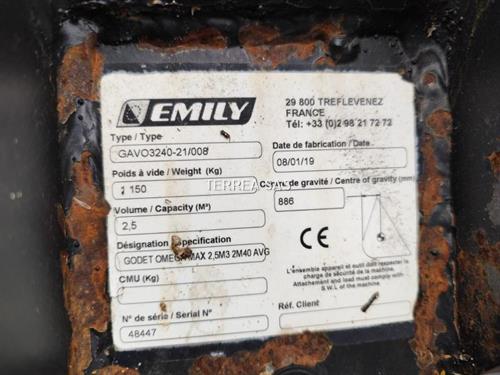 EMILY
29 800 TREFLEVENEZ
FRANCE
Tél: +33 (0)2 98 21 72 72
Type / Type
GAVO3240-21/008
Date de fabrication / Date
08/01/19
Poids à vide / Weight (Kg)
1 150
Centre de gravité / Centre of gravity (mm)
886
TERRE
Volume / Capacity (M³)
2,5
Désignation / Specification
GODET OMEGA MAX 2,5M3 2M40 AVG
CE
CMU (Kg)
L'ensemble appareil et outil doit respecter la
charge de sécurité de la machine.
Attachement and load must comply with
S.W.L of the machine
N° de série / Serial N°
48447
Réf. Client